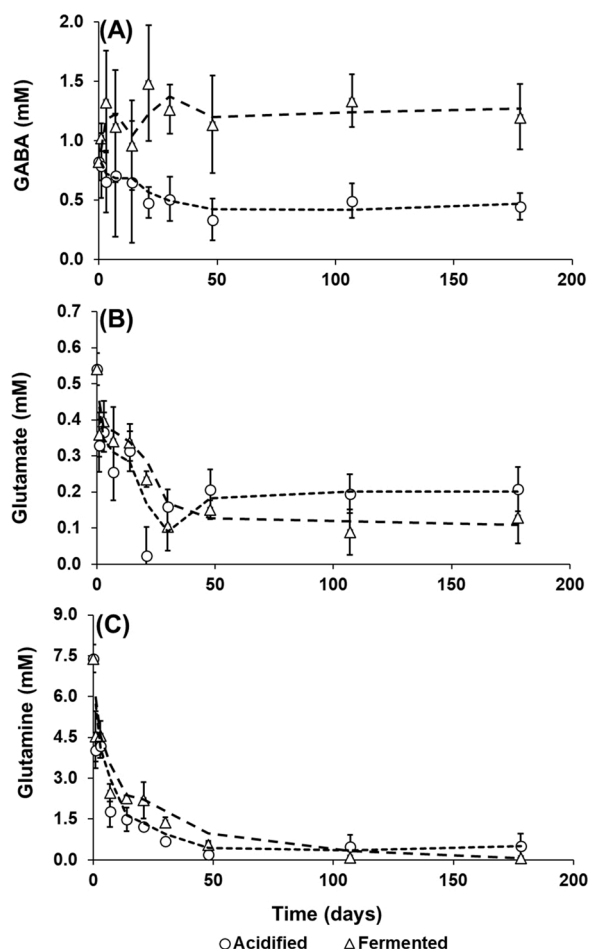 (A)
2.0
1.5
1.0
0.5
0.0
GABA (mM)
0 50 100 150 200
(B)
0.7
0.6
0.5
0.4
0.3
0.2
0.1
0.0
Glutamate (mM)
0 50 100 150 200
(C)
9.0
7.5
6.0
4.5
3.0
1.5
0.0
Glutamine (mM)
0 50 100 150 200
Time (days)
Acidified Fermented